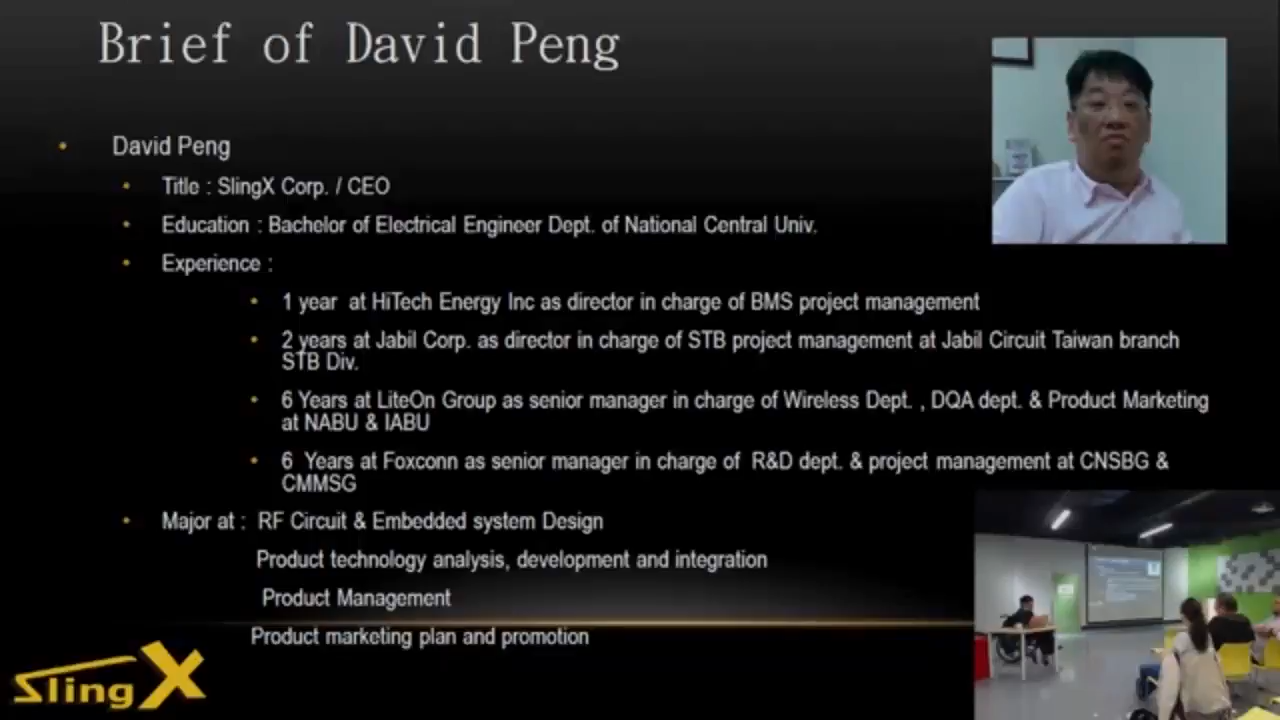 Brief of David Peng
David Peng
Title : SlingX Corp. / CEO
Education : Bachelor of Electrical Engineer Dept. of National Central Univ.
Experience :
1 year at HiTech Energy Inc as director in charge of BMS project management
2 years at Jabil Corp. as director in charge of STB project management at Jabil Circuit Taiwan branch
STB Div.
6 Years at LiteOn Group as senior manager in charge of Wireless Dept. , DQA dept. & Product Marketing
at NABU & IABU
6 Years at Foxconn as senior manager in charge of R&D dept. & project management at CNSBG &
CMMSG
Major at : RF Circuit & Embedded system Design
Product technology analysis, development and integration
Product Management
Product marketing plan and promotion
SlingX